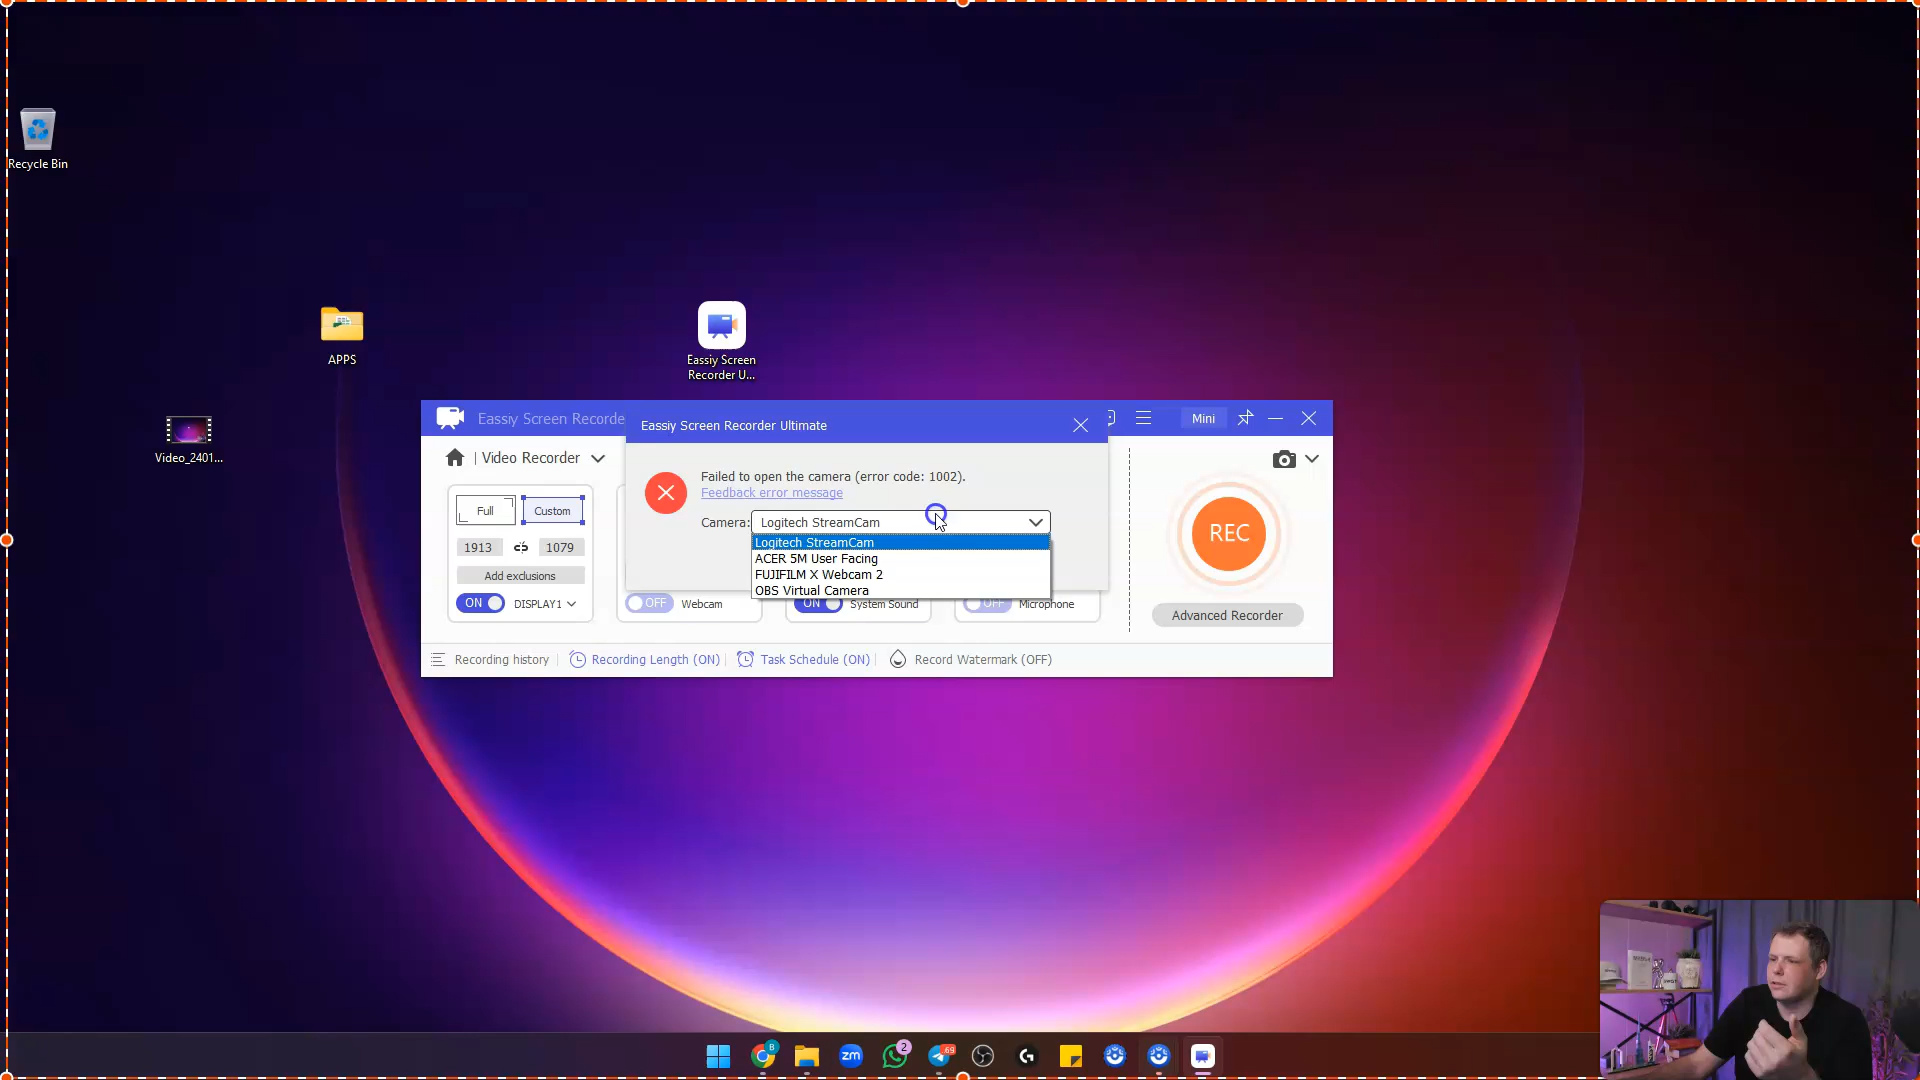 Recycle Bin
APPS
Eassiy Screen
Recorder U...
Video_2401...
Eassiy Screen Recorde
Mini
Eassiy Screen Recorder Ultimate
Video Recorder
Failed to open the camera (error code: 1002).
Feedback error message
Full
Custom
Camera:
Logitech StreamCam
REC
1913
1079
Logitech StreamCam
ACER 5M User Facing
FUJIFILM X Webcam 2
OBS Virtual Camera
Add exclusions
ON
DISPLAY1
OFF
Webcam
ON
System Sound
OFF
Microphone
Advanced Recorder
Recording history
Recording Length (ON)
Task Schedule (ON)
Record Watermark (OFF)
B
zm
2
69